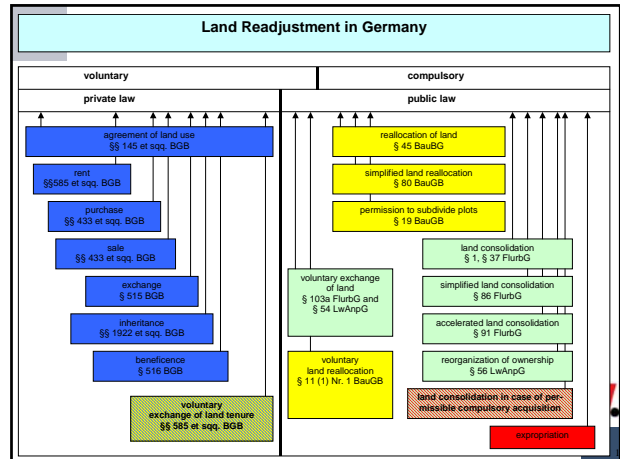 Land Readjustment in Germany
voluntary
compulsory
private law
public law
agreement of land use
§§ 145 et sqq. BGB
rent
§§585 et sqq. BGB
purchase
§§ 433 et sqq. BGB
sale
§§ 433 et sqq. BGB
exchange
§ 515 BGB
inheritance
§§ 1922 et sqq. BGB
beneficence
§ 516 BGB
voluntary
exchange of land tenure
§§ 585 et sqq. BGB
reallocation of land
§ 45 BauBG
simplified land reallocation
§ 80 BauGB
permission to subdivide plots
§ 19 BauGB
voluntary exchange
of land
§ 103a FlurbG and
§ 54 LwAnpG
voluntary
land reallocation
§ 11 (1) Nr. 1 BauGB
land consolidation
§ 1, § 37 FlurbG
simplified land consolidation
§ 86 FlurbG
accelerated land consolidation
§ 91 FlurbG
reorganization of ownership
§ 56 LwAnpG
land consolidation in case of per-
missible compulsory acquisition
expropriation